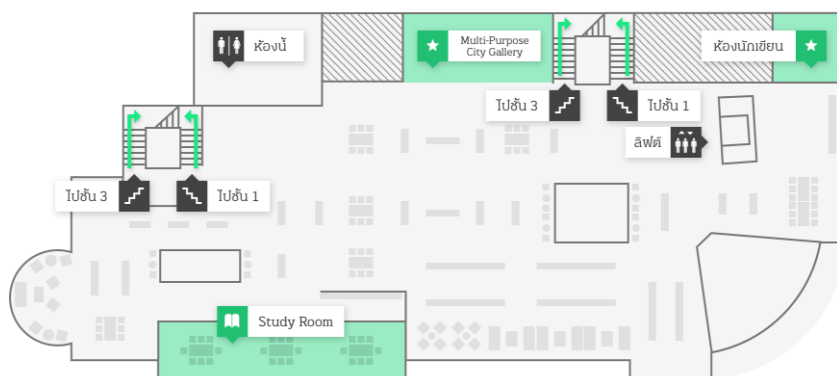 ห้องน้ำ
Multi-Purpose
City Gallery
ห้องนักเขียน
ไปชั้น 3
ไปชั้น 1
ลิฟต์
ไปชั้น 3
ไปชั้น 1
Study Room